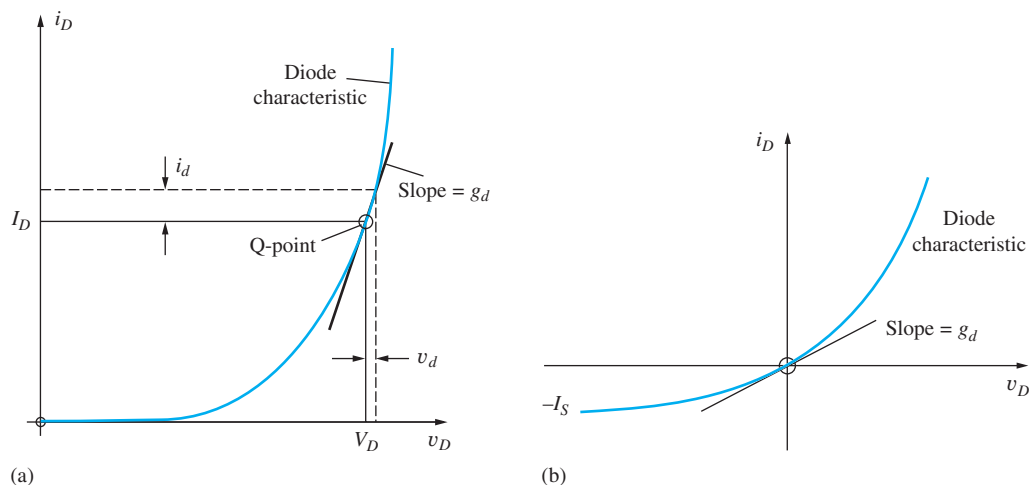 i_D
Diode
characteristic
i_d
Slope = g_d
I_D
Q-point
v_d
V_D
v_D
(a)
i_D
Diode
characteristic
Slope = g_d
–I_S
v_D
(b)